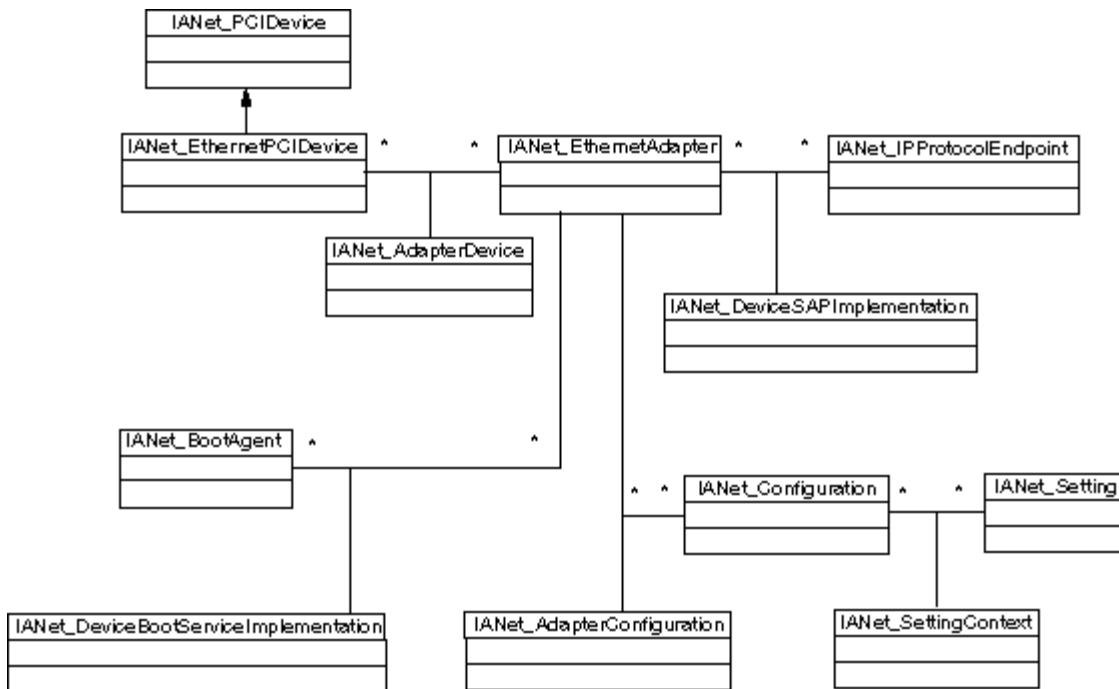 IANet_PCIDevice
IANet_EthernetPCIDevice
*
*
IANet_EthernetAdapter
*
*
IANet_IPProtocolEndpoint
IANet_AdapterDevice
IANet_DeviceSAPImplementation
IANet_BootAgent
*
*
IANet_Configuration
*
*
*
*
IANet_Setting
IANet_DeviceBootServiceImplementation
IANet_AdapterConfiguration
IANet_SettingContext